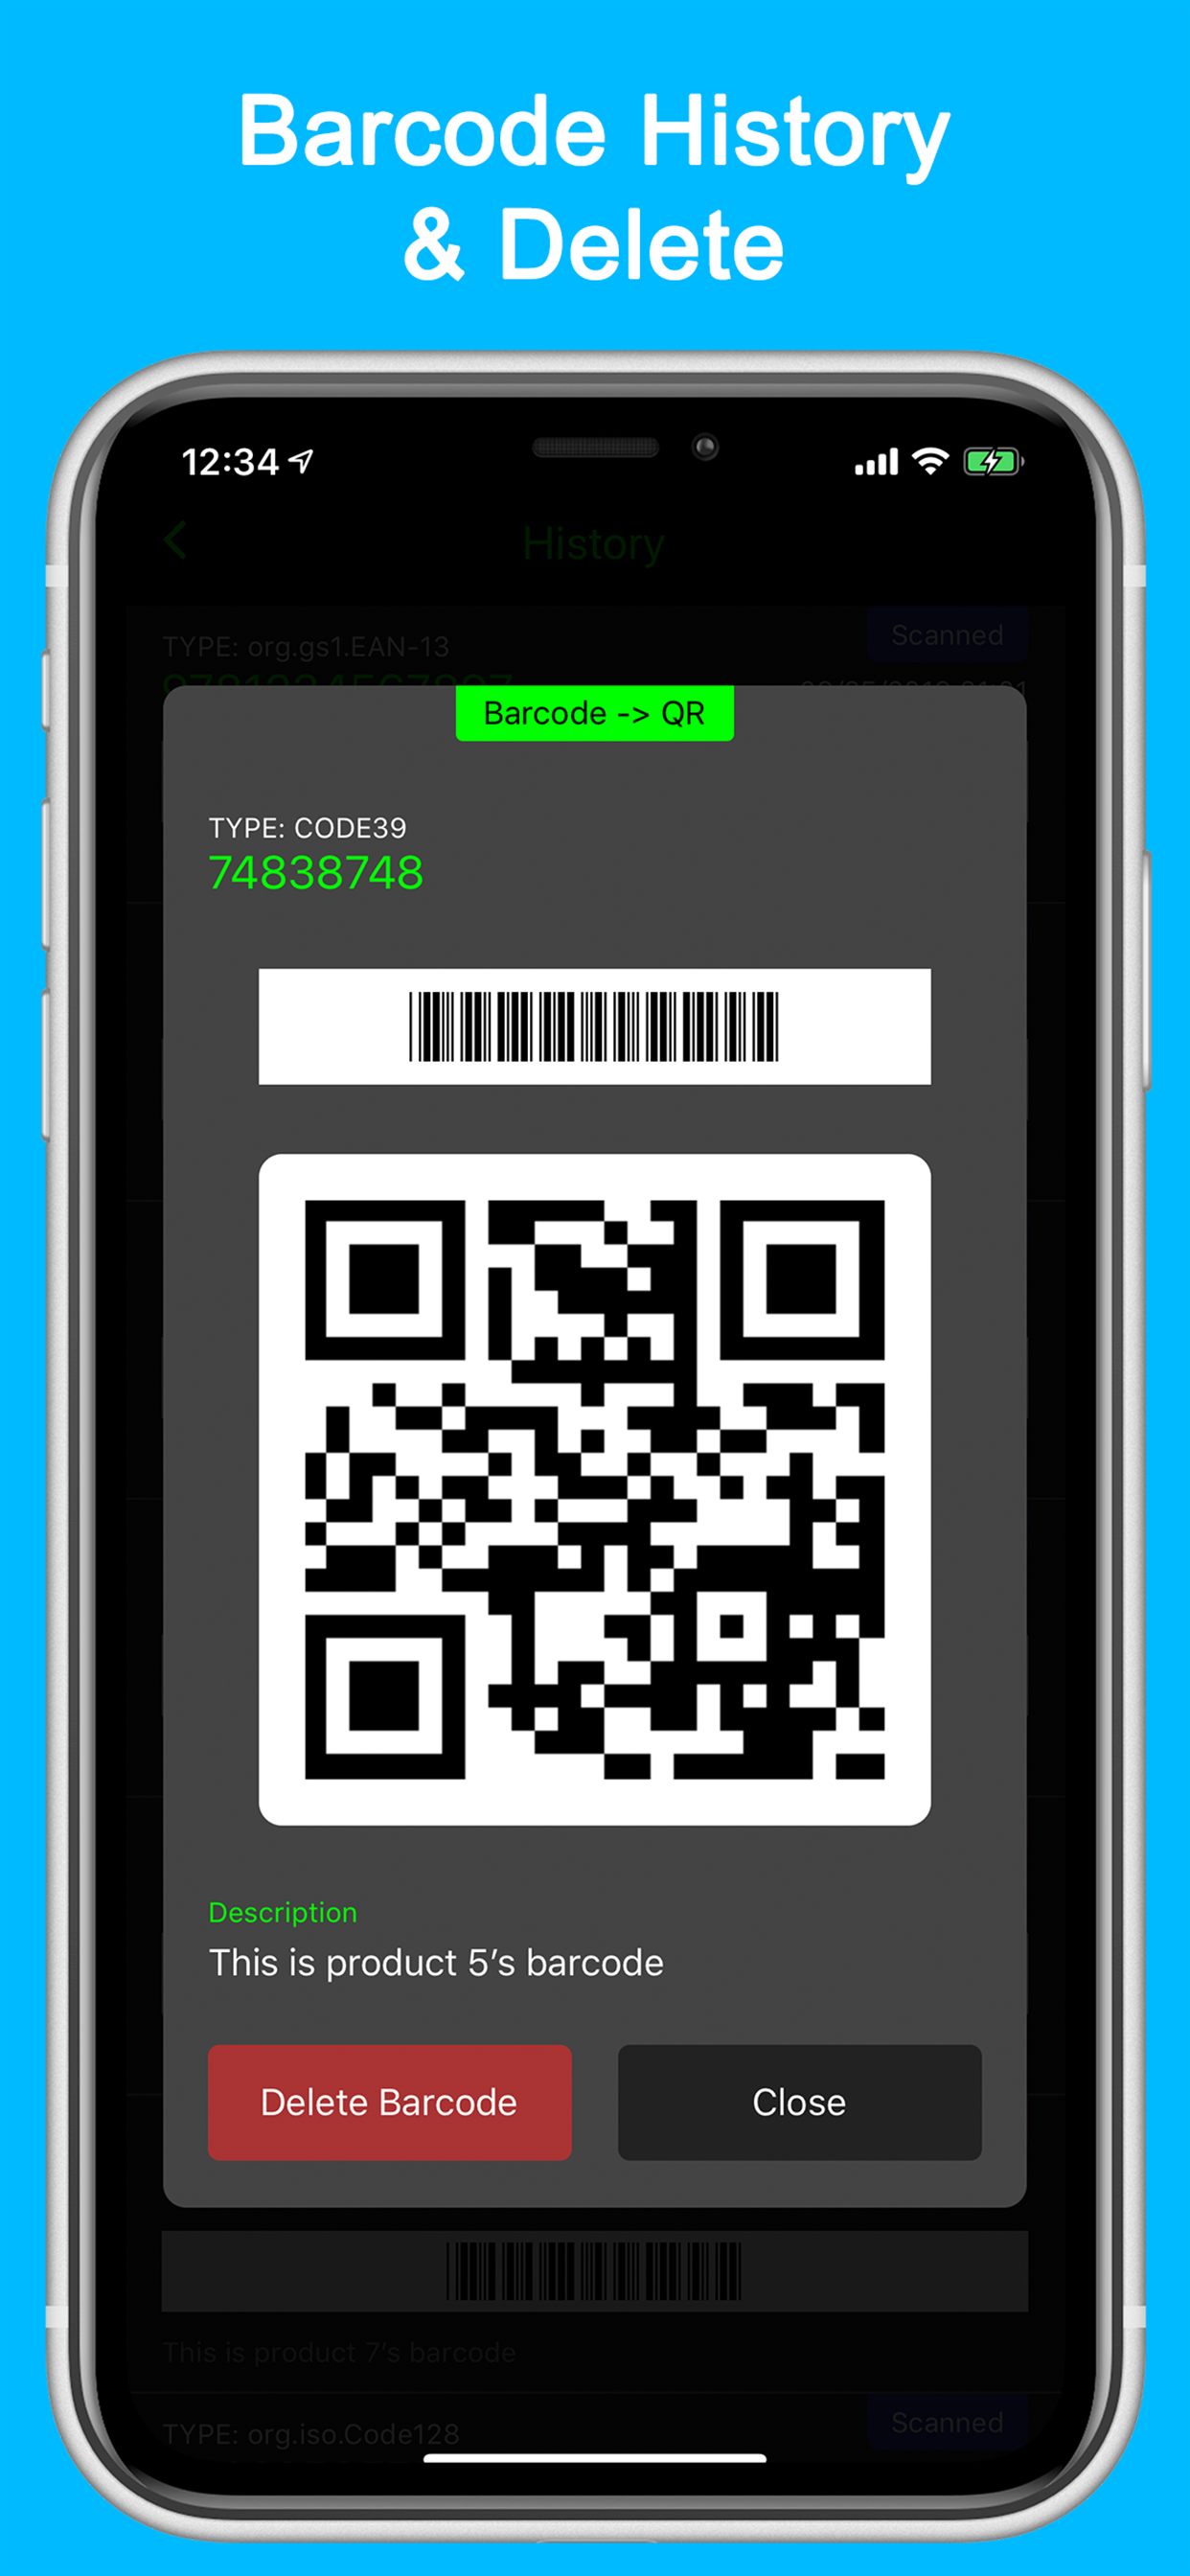 Barcode History
& Delete
12:34
History
TYPE: org.gs1.EAN-13
Scanned
Barcode -> QR
TYPE: CODE39
74838748
Description
This is product 5’s barcode
Delete Barcode
Close
This is product 7’s barcode
TYPE: org.iso.Code128
Scanned